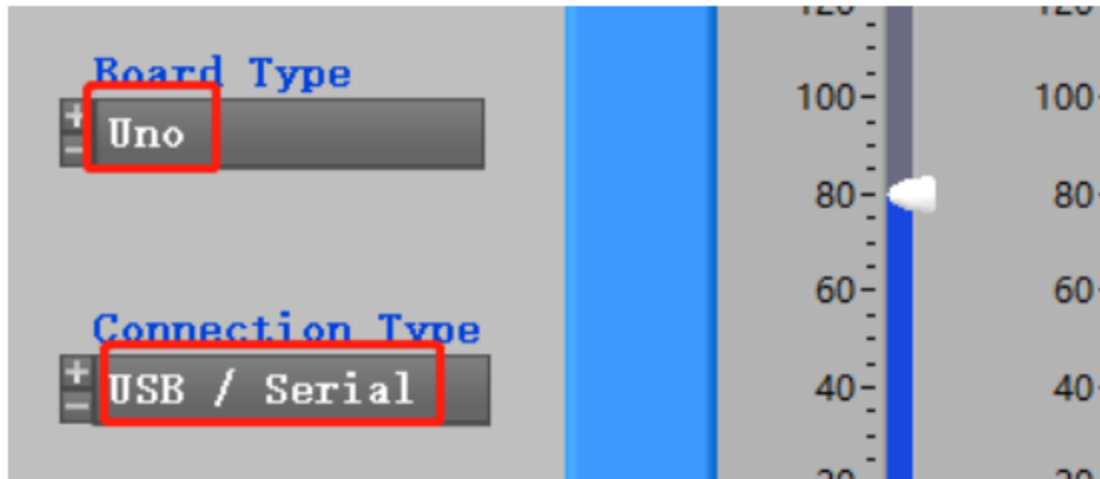 Board Type
Uno
Connection Type
USB / Serial
100 100
80 80
60 60
40 40